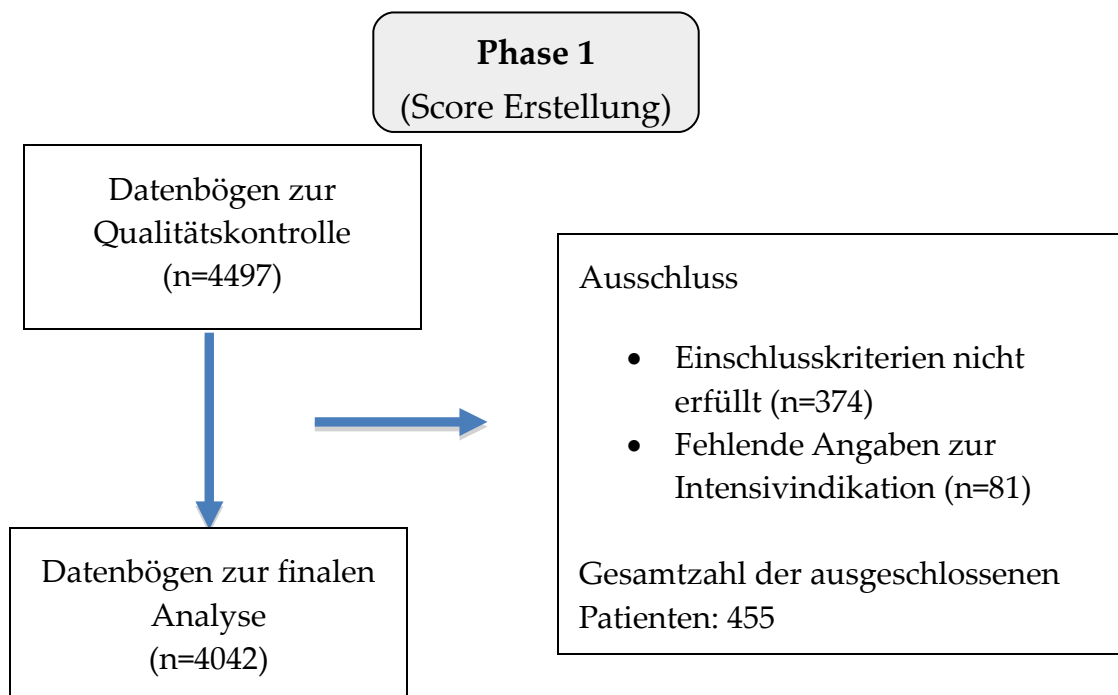 Phase 1
(Score Erstellung)
Datenbögen zur
Qualitätskontrolle
(n=4497)
Ausschluss
• Einschlusskriterien nicht
erfüllt (n=374)
• Fehlende Angaben zur
Intensivindikation (n=81)
Gesamtzahl der ausgeschlossenen
Patienten: 455
Datenbögen zur finalen
Analyse
(n=4042)